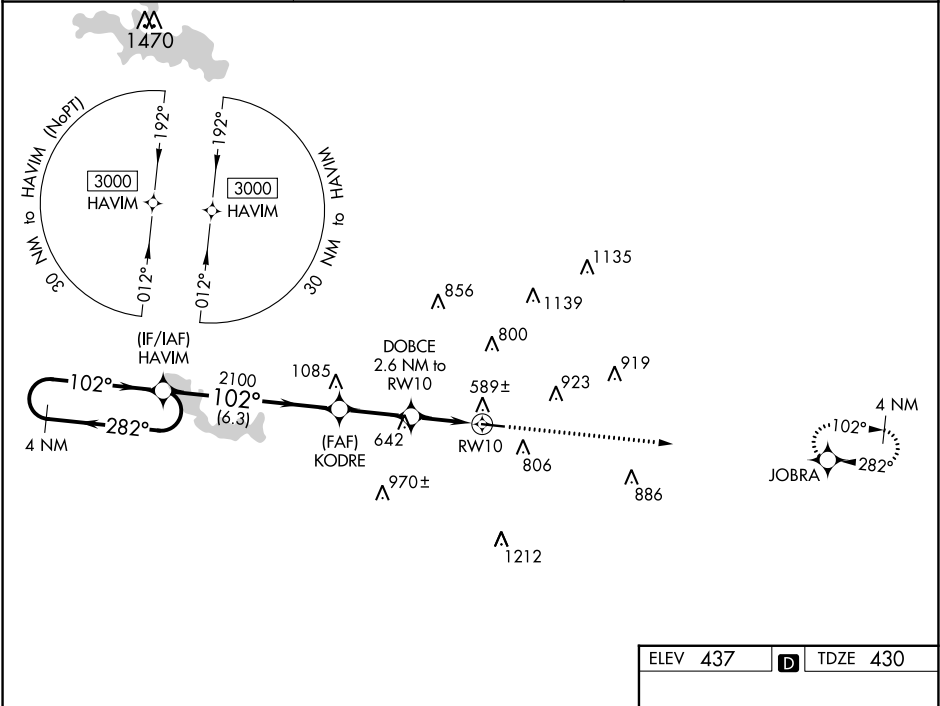 1470
30 NM to HAVIM (NoPT)
192°
3000
HAVIM
012°
192°
3000
HAVIM
012°
30 NM to HAVIM
1135
1139
856
800
(IF/IAF)
HAVIM
DOBCE
2.6 NM to
RW10
1085
2100
102°
(6.3)
102°
282°
4 NM
589±
923
919
(FAF)
KODRE
642
RW10
806
970±
886
1212
4 NM
102°
282°
JOBRA
ELEV 437
D
TDZE 430